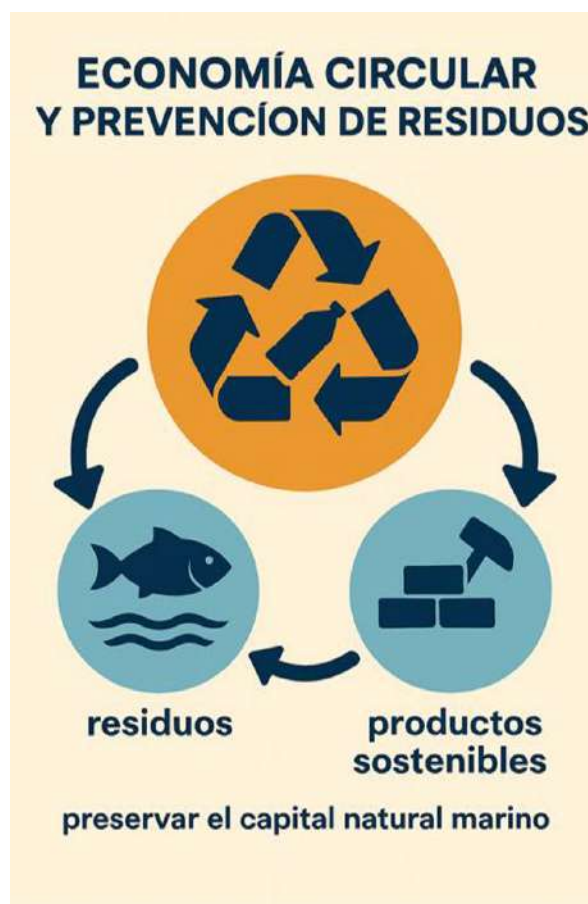 ECONOMÍA CIRCULAR
Y PREVENCÍON DE RESIDUOS
residuos
productos
sostenibles
preservar el capital natural marino